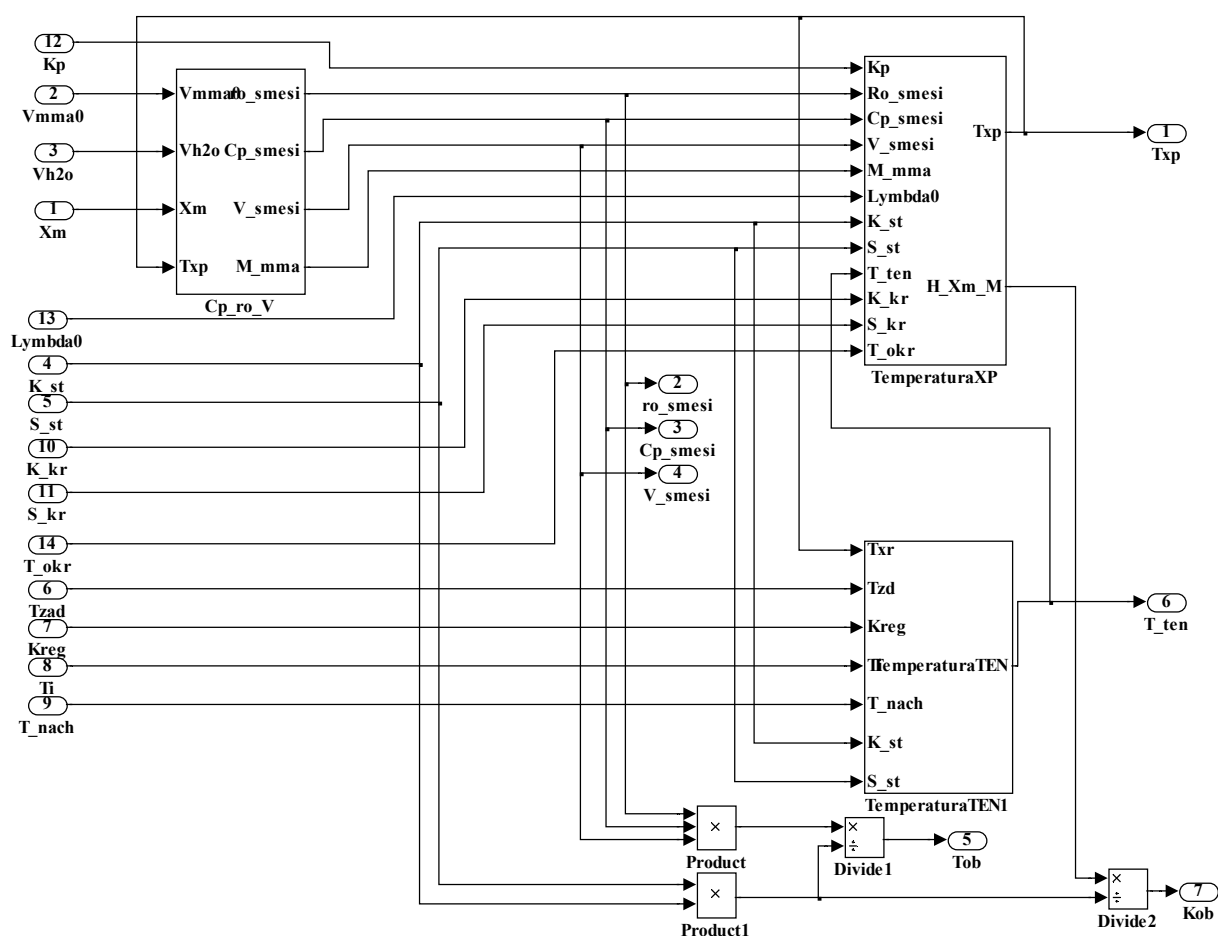 12
Kp
2
Vmma0
3
Vh2o
1
Xm
Vmma0
ro_smesi
Vh2o
Cp_smesi
Xm
V_smesi
Txp
M_mma
Cp_ro_V
13
Lymbda0
4
K_st
5
S_st
10
K_kr
11
S_kr
14
T_okr
6
Tzad
7
Kreg
8
Ti
9
T_nach
Kp
Ro_smesi
Cp_smesi
V_smesi
M_mma
Lymbda0
K_st
S_st
T_ten
K_kr
S_kr
T_okr
Txp
H_Xm_M
TemperaturaXP
1
Txp
2
ro_smesi
3
Cp_smesi
4
V_smesi
Txr
Tzd
Kreg
Ti
TemperaturaTEN
T_nach
K_st
S_st
TemperaturaTEN1
6
T_ten
×
Product
×
Product1
×
÷
Divide1
5
Tob
×
÷
Divide2
7
Kob